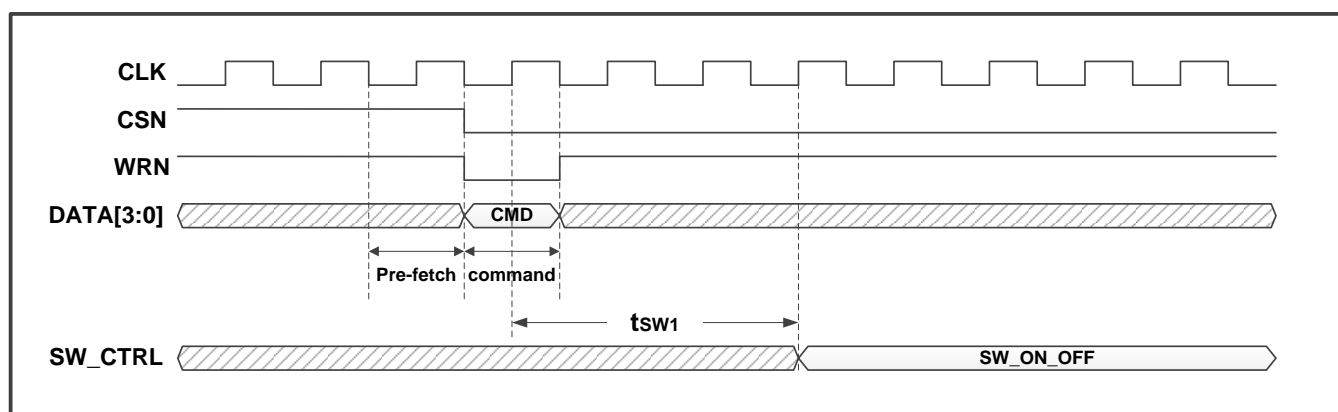 CLK
CSN
WRN
DATA[3:0]
CMD
Pre-fetch command
tSW1
SW_CTRL
SW_ON_OFF